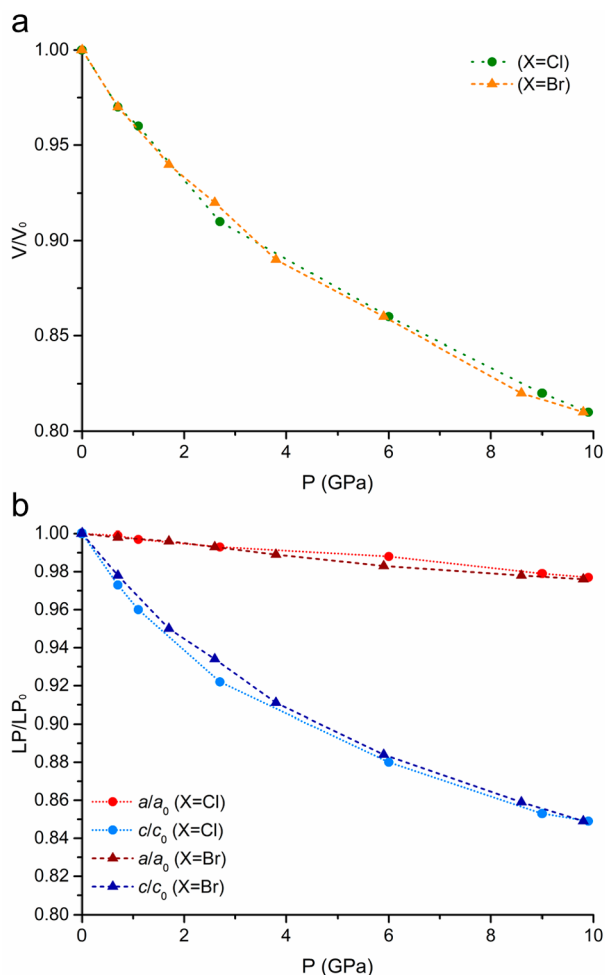 a
1.00
0.95
0.90
0.85
0.80
V/V₀
0 2 4 6 8 10
P (GPa)
(X=Cl)
(X=Br)
b
1.00
0.98
0.96
0.94
0.92
0.90
0.88
0.86
0.84
0.82
0.80
LP/LP₀
a/a₀ (X=Cl)
c/c₀ (X=Cl)
a/a₀ (X=Br)
c/c₀ (X=Br)
0 2 4 6 8 10
P (GPa)